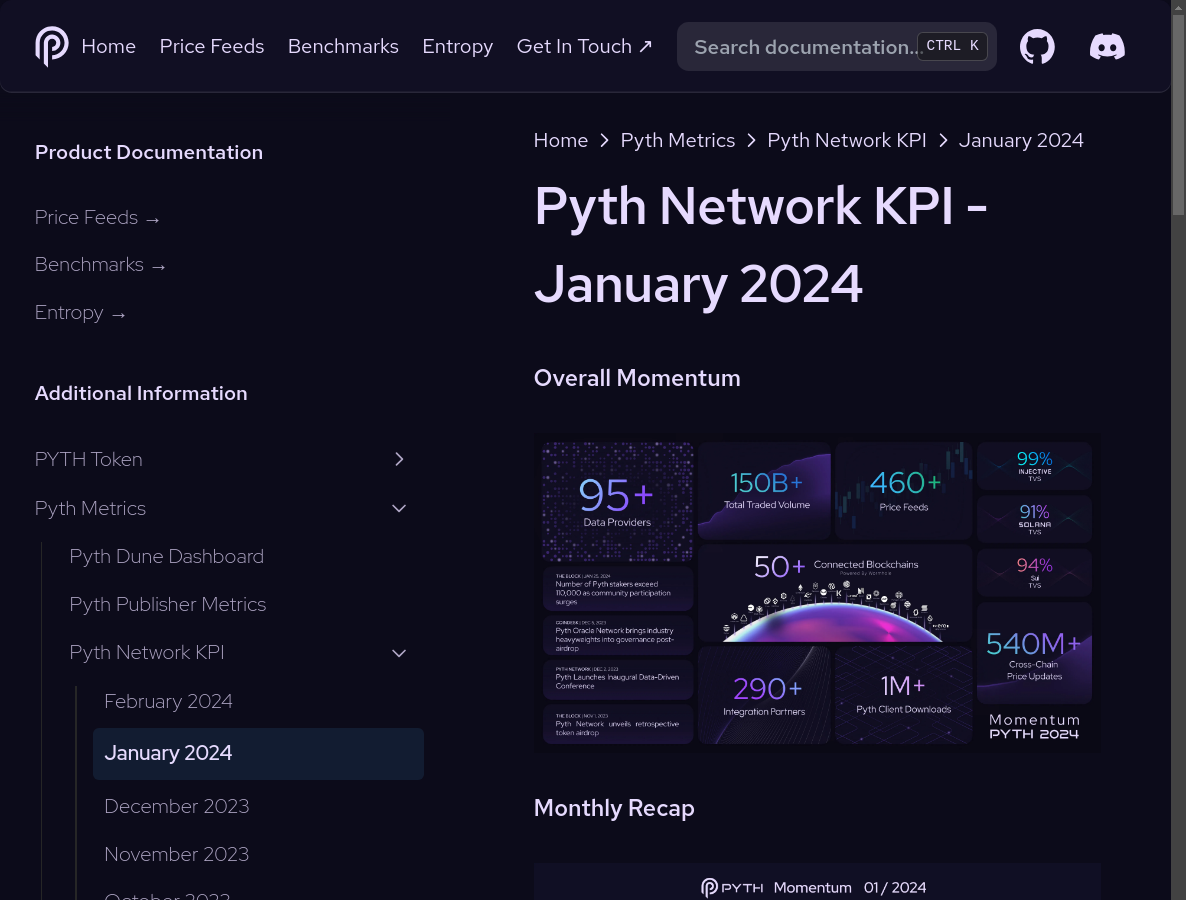 Home
Price Feeds
Benchmarks
Entropy
Get In Touch ↗
Search documentation...
CTRL K
Product Documentation
Price Feeds →
Benchmarks →
Entropy →
Additional Information
PYTH Token
Pyth Metrics
Pyth Dune Dashboard
Pyth Publisher Metrics
Pyth Network KPI
February 2024
January 2024
December 2023
November 2023
October 2023
Home > Pyth Metrics > Pyth Network KPI > January 2024
Pyth Network KPI -
January 2024
Overall Momentum
95+
Data Providers
150B+
Total Traded Volume
460+
Price Feeds
99%
INJECTIVE
TVS
91%
SOLANA
TVS
94%
Sui
TVS
50+ Connected Blockchains
Powered by Wormhole
THE BLOCK | JAN 25, 2024
Number of Pyth stakers exceed
110,000 as community participation
surges
COINDESK | DEC 5, 2023
Pyth Oracle Network brings industry
heavyweights into governance post-
airdrop
PYTH NETWORK | DEC 2, 2023
Pyth Launches Inaugural Data-Driven
Conference
THE BLOCK | NOV 1, 2023
Pyth Network unveils retrospective
token airdrop
290+
Integration Partners
1M+
Pyth Client Downloads
540M+
Cross-Chain
Price Updates
Momentum
PYTH 2024
Monthly Recap
PYTH Momentum 01 / 2024